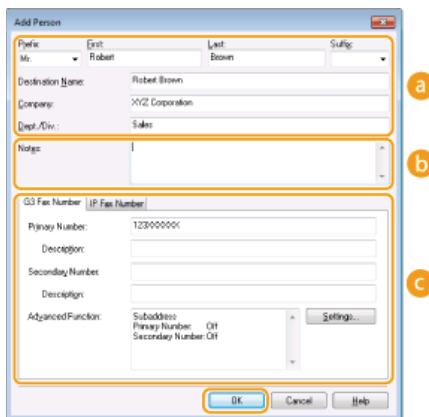 Add Person
Prefix: First: Last: Suffix:
Mr. Robert Brown
Destination Name: Robert Brown
a
Company: XYZ Corporation
Dept./Div.: Sales
Notes:
b
G3 Fax Number IP Fax Number
Primary Number: 123XXXXXX
Description:
Secondary Number:
c
Description:
Advanced Function: Subaddress Settings...
Primary Number: Off
Secondary Number: Off
OK Cancel Help